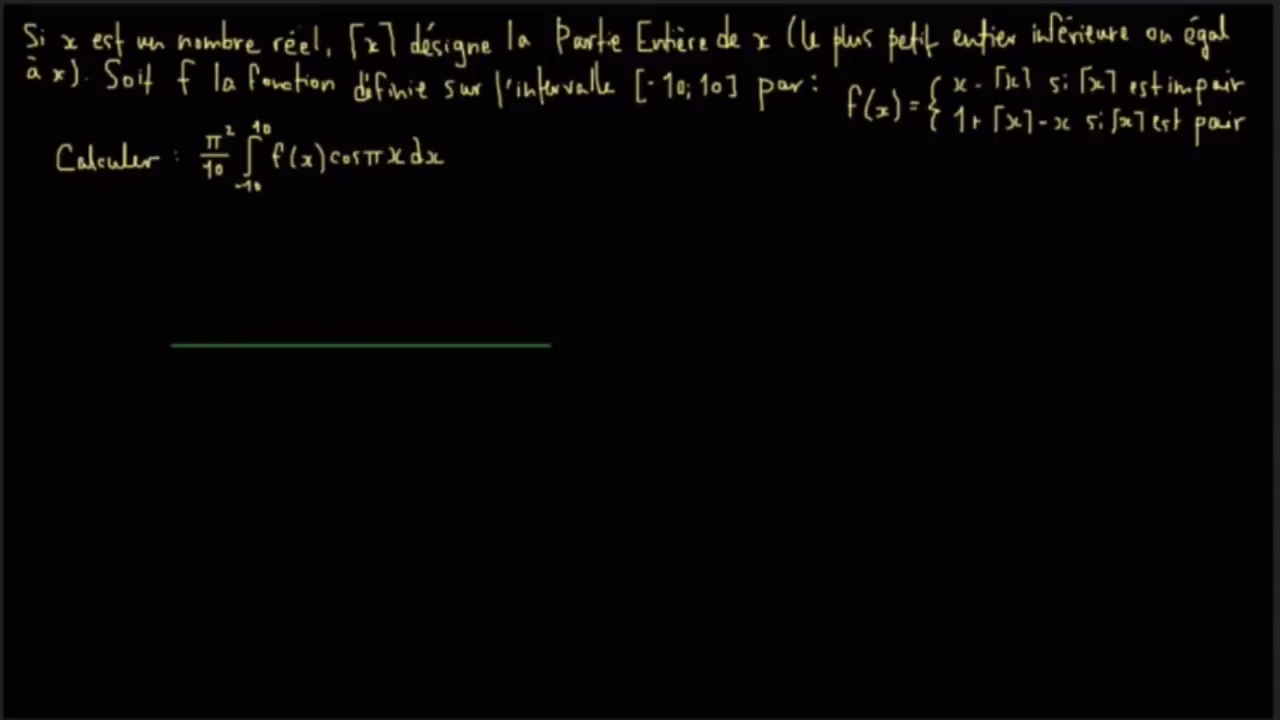 Si x est un nombre réel, ⌈x⌉ désigne la Partie Entière de x (le plus petit entier inférieure ou égal
à x). Soit f la fonction définie sur l'intervalle [-10; 10] par : f(x) = { x - ⌈x⌉ si ⌈x⌉ est impair
1 + ⌈x⌉ - x si ⌈x⌉ est pair
Calculer : π²/10 ∫₋₁₀¹⁰ f(x) cos πx dx